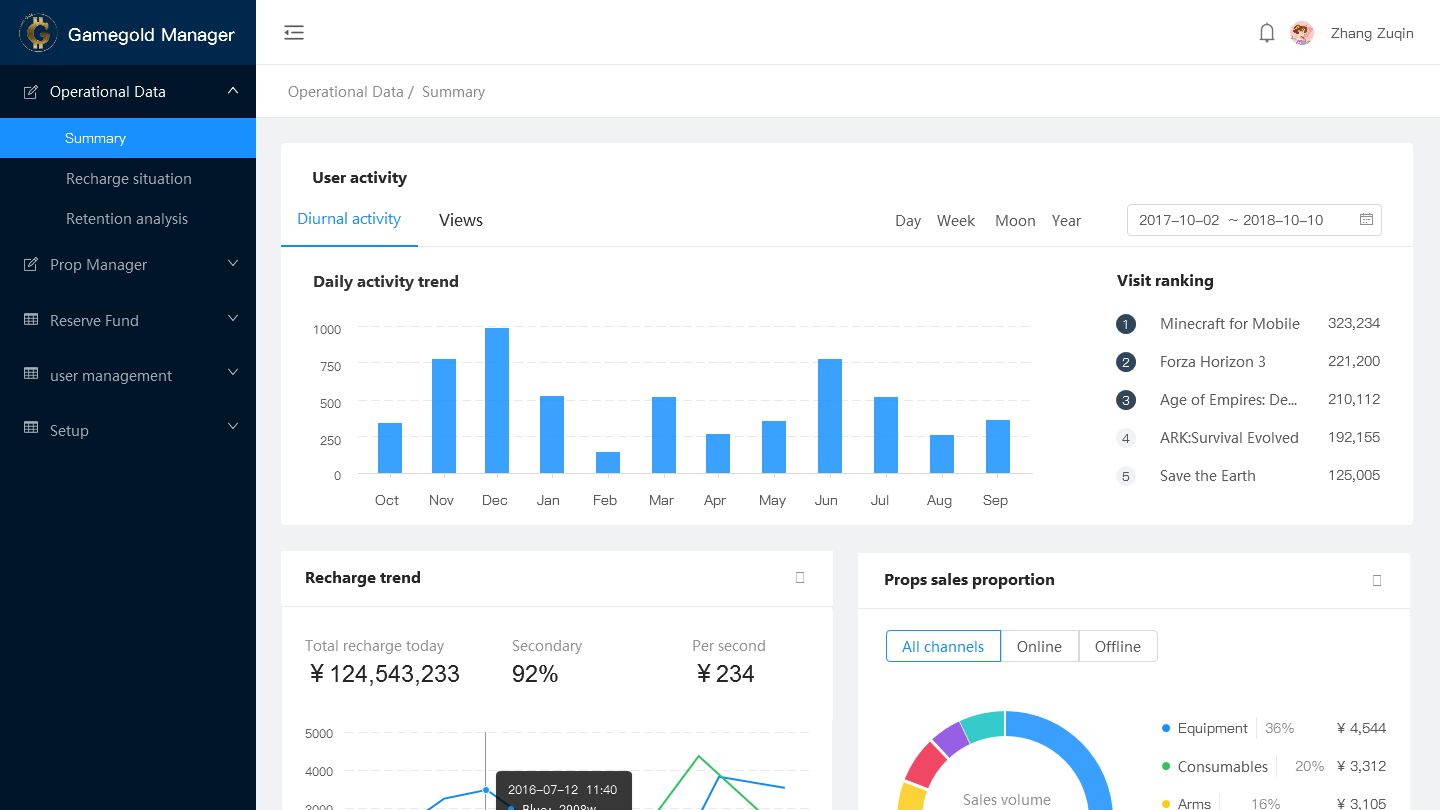 Gamegold Manager
Zhang Zuqin
Operational Data
Summary
Recharge situation
Retention analysis
Prop Manager
Reserve Fund
user management
Setup
Operational Data / Summary
User activity
Diurnal activity Views Day Week Moon Year 2017-10-02 ~ 2018-10-10
Daily activity trend
1000
750
500
250
0
Oct Nov Dec Jan Feb Mar Apr May Jun Jul Aug Sep
Visit ranking
1 Minecraft for Mobile 323,234
2 Forza Horizon 3 221,200
3 Age of Empires: De... 210,112
4 ARK:Survival Evolved 192,155
5 Save the Earth 125,005
Recharge trend
Total recharge today Secondary Per second
¥ 124,543,233 92% ¥ 234
5000
4000
3000
2016-07-12 11:40
Blue: 2908w
Props sales proportion
All channels Online Offline
Sales volume
Equipment 36% ¥ 4,544
Consumables 20% ¥ 3,312
Arms 16% ¥ 3,105